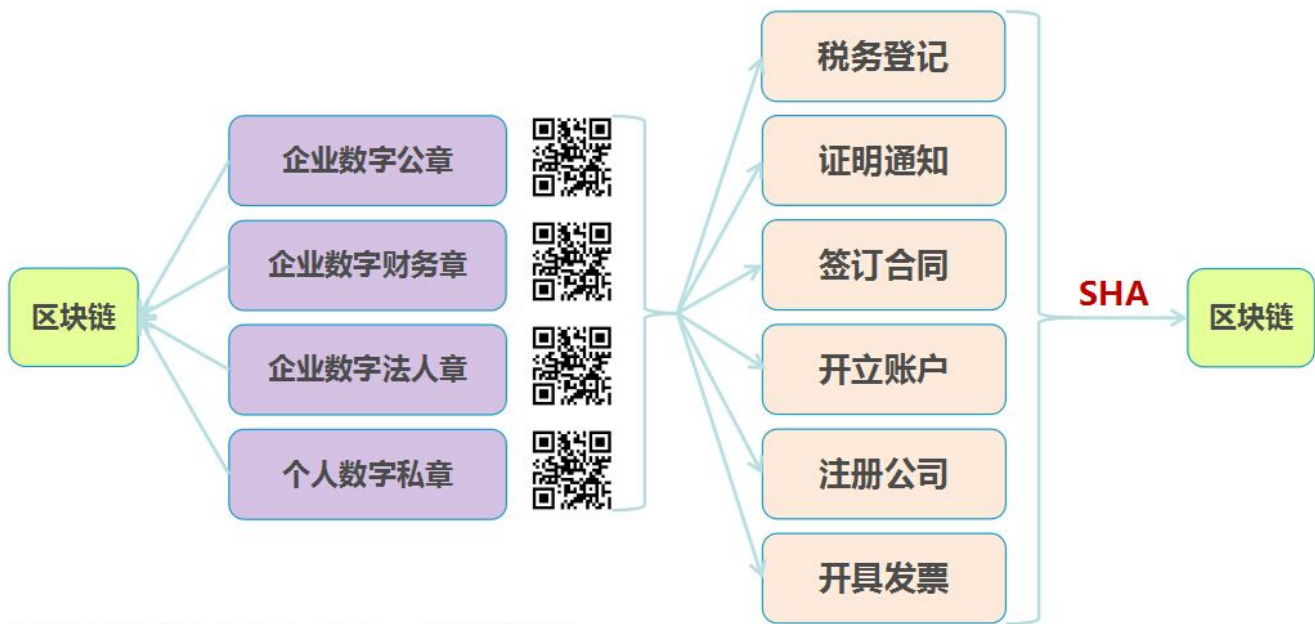 区块链
企业数字公章
企业数字财务章
企业数字法人章
个人数字私章
税务登记
证明通知
签订合同
开立账户
注册公司
开具发票
SHA
区块链